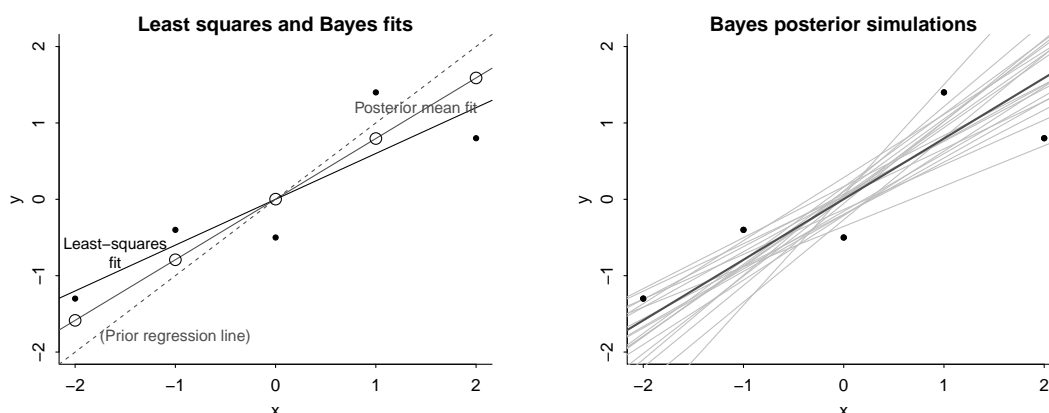 Least squares and Bayes fits
2
1
0
−1
−2
y
Posterior mean fit
Least−squares
fit
(Prior regression line)
−2 −1 0 1 2
x
Bayes posterior simulations
2
1
0
−1
−2
y
−2 −1 0 1 2
x